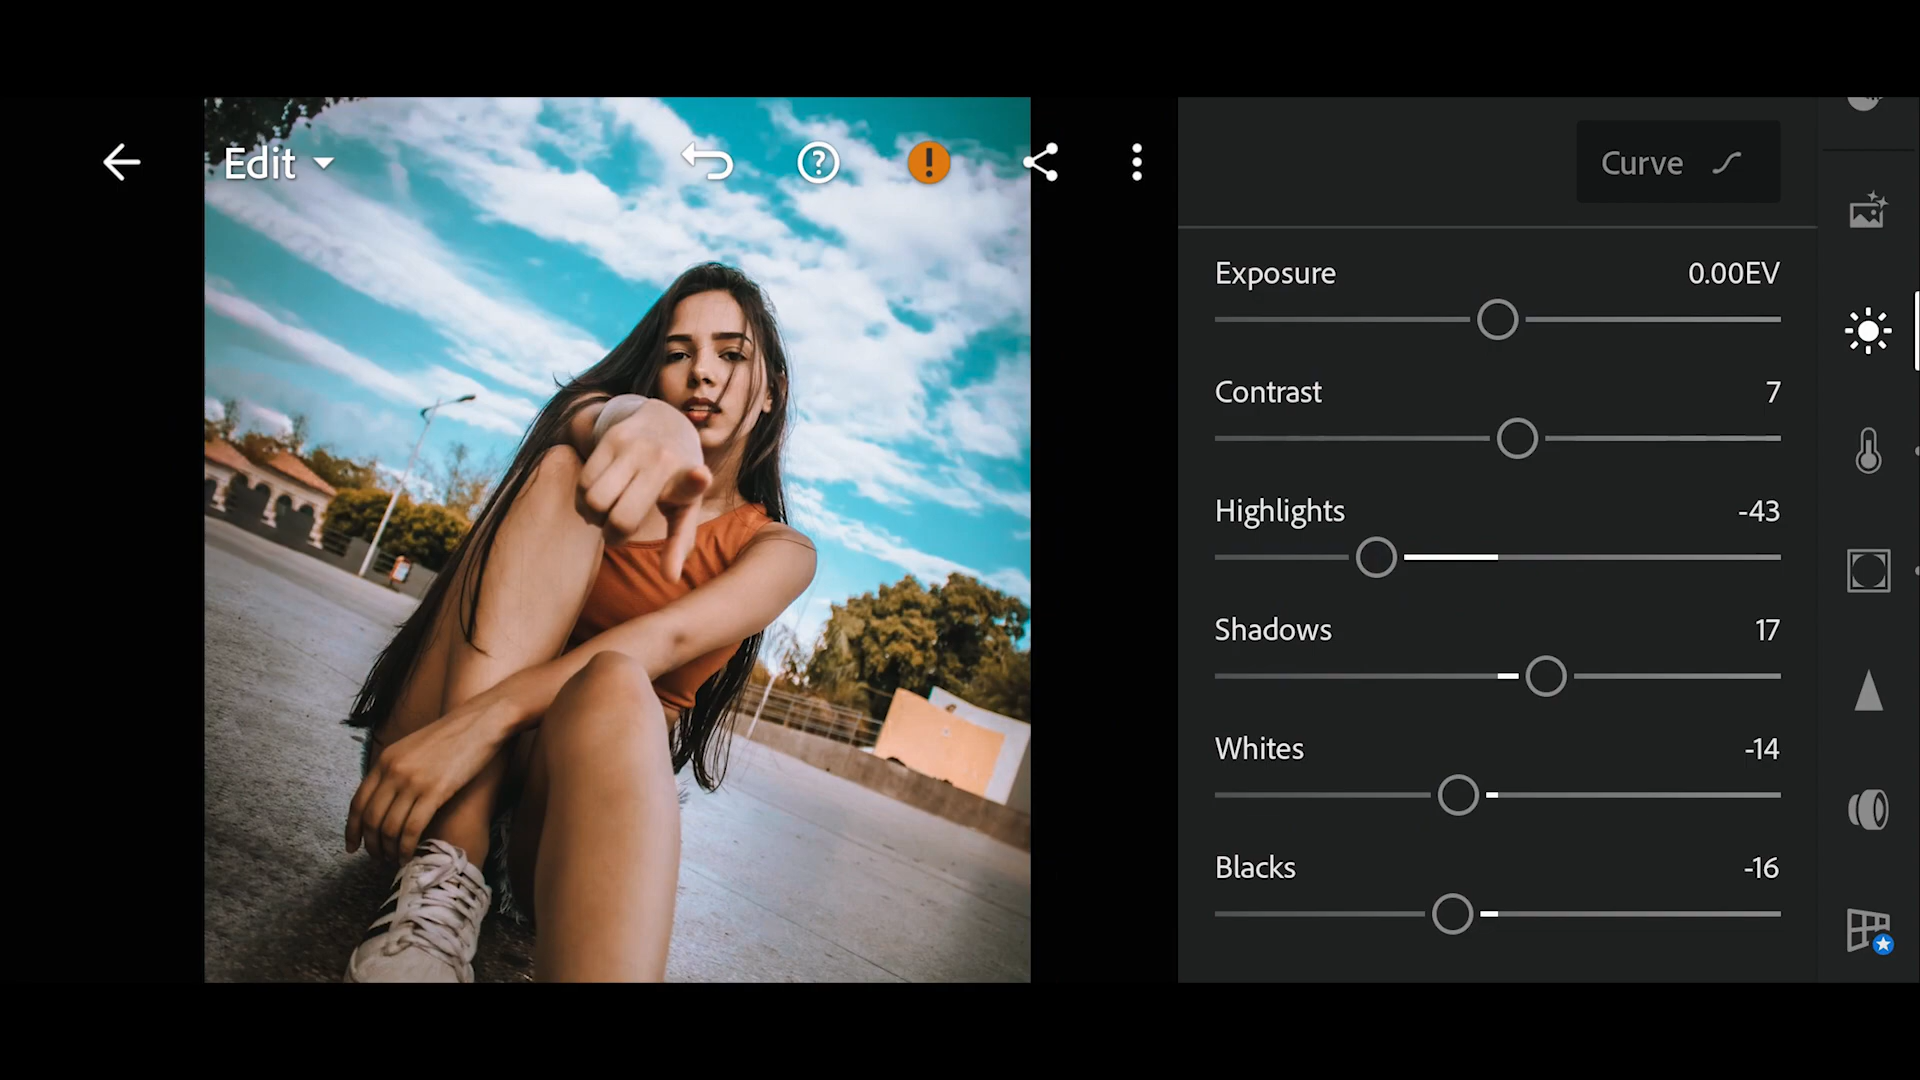 Edit
Curve
Exposure 0.00EV
Contrast 7
Highlights -43
Shadows 17
Whites -14
Blacks -16